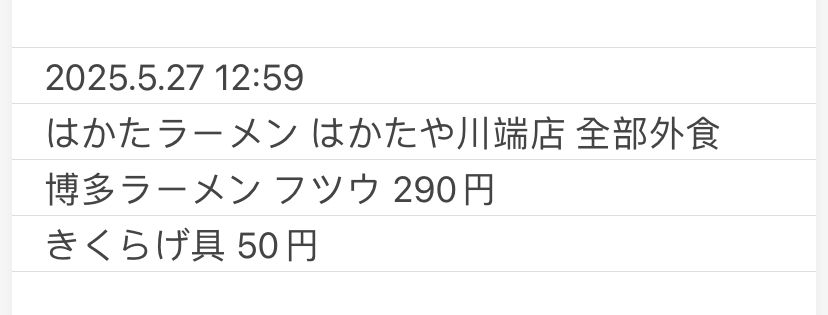 2025.5.27 12:59
はかたラーメン はかたや川端店 全部外食
博多ラーメン フツウ 290円
きくらげ具 50円